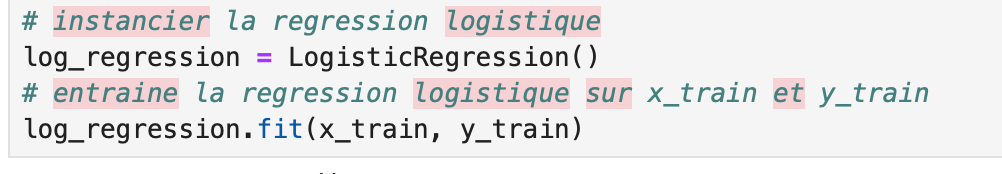 # instancier la regression logistique
log_regression = LogisticRegression()
# entraine la regression logistique sur x_train et y_train
log_regression.fit(x_train, y_train)